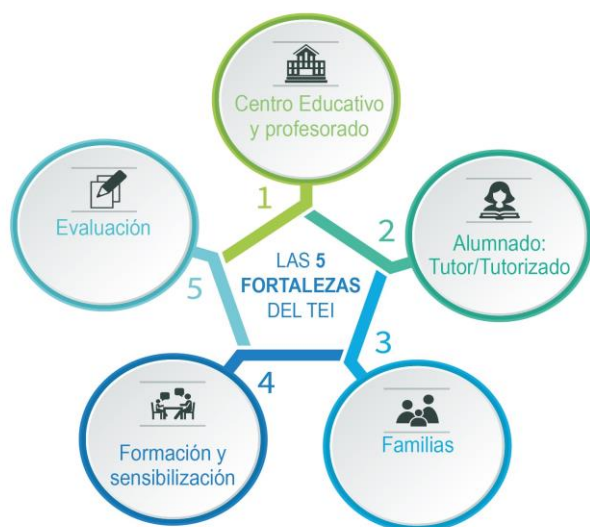 Centro Educativo
y profesorado
1
2
Alumnado:
Tutor/Tutorizado
3
Familias
4
Formación y
sensibilización
5
Evaluación
LAS 5
FORTALEZAS
DEL TEI